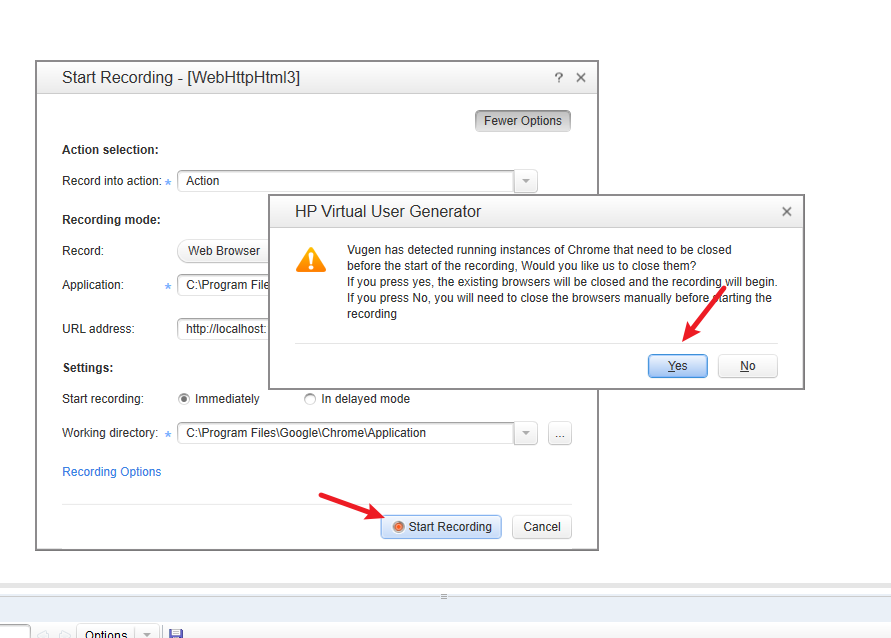 Start Recording - [WebHttpHtml3]
?
Fewer Options
Action selection:
Record into action: * Action
Recording mode:
Record: Web Browser
Application: * C:\Program File
URL address: http://localhost:
Settings:
Start recording: Immediately In delayed mode
Working directory: * C:\Program Files\Google\Chrome\Application ...
Recording Options
Start Recording Cancel
HP Virtual User Generator
Vugen has detected running instances of Chrome that need to be closed
before the start of the recording, Would you like us to close them?
If you press yes, the existing browsers will be closed and the recording will begin.
If you press No, you will need to close the browsers manually before starting the
recording
Yes No
Options